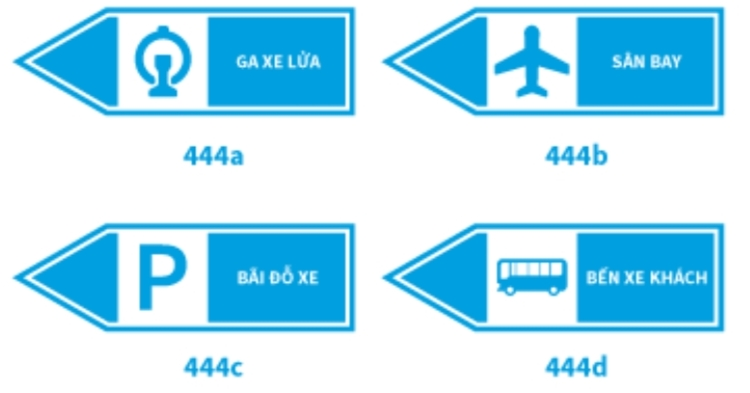 GA XE LỬA
SÂN BAY
444a
444b
P
BÃI ĐỖ XE
BẾN XE KHÁCH
444c
444d